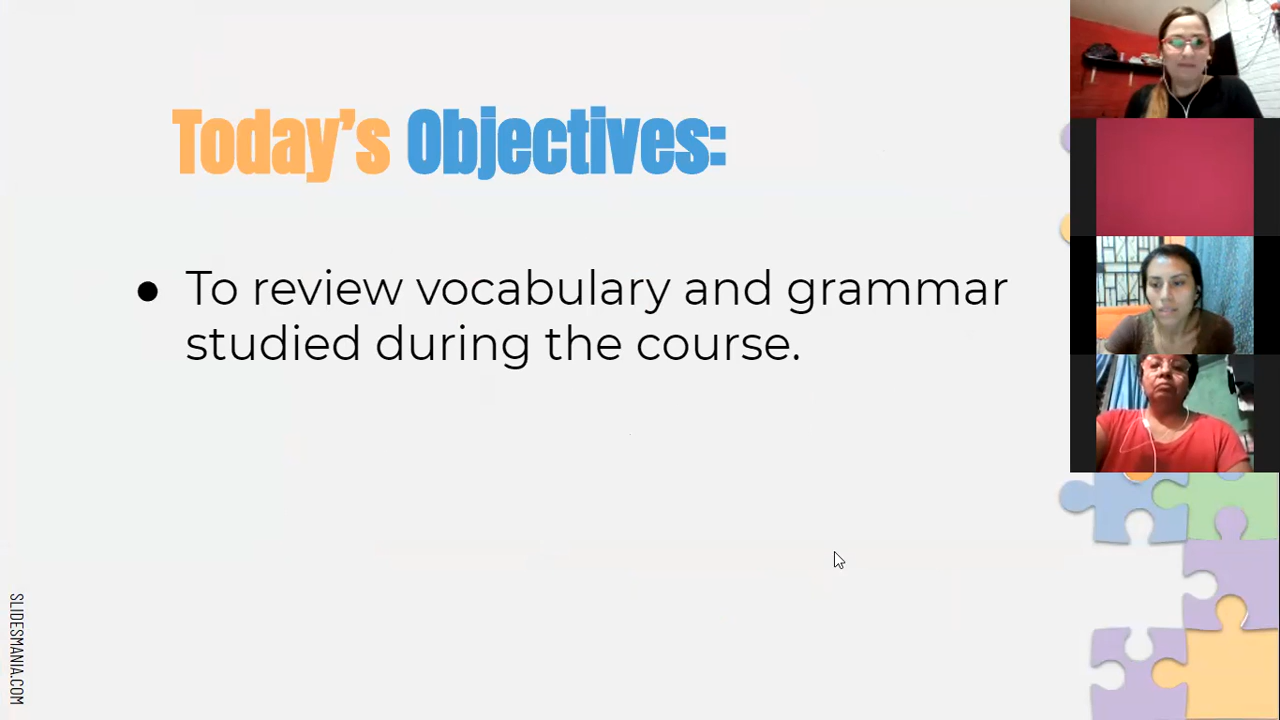 Today's Objectives:
● To review vocabulary and grammar
studied during the course.
SLIDESMANIA.COM